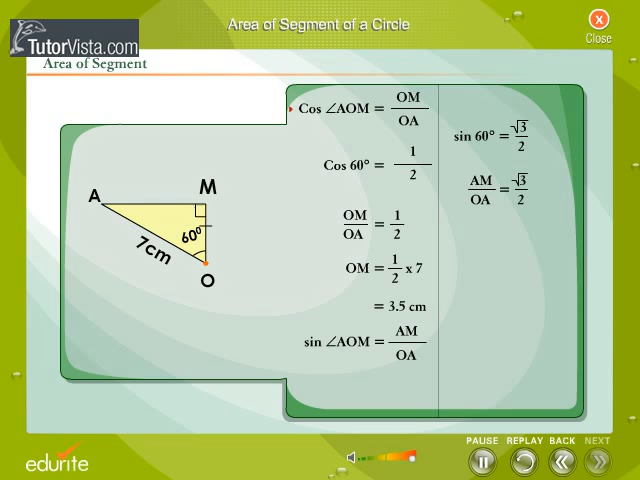 Area of Segment of a Circle
Close
TutorVista.com
Area of Segment
A
M
60⁰
7cm
O
Cos ∠AOM = OM/OA
Cos 60° = 1/2
OM/OA = 1/2
OM = 1/2 x 7
= 3.5 cm
sin ∠AOM = AM/OA
sin 60° = √3/2
AM/OA = √3/2
edurite
PAUSE REPLAY BACK NEXT